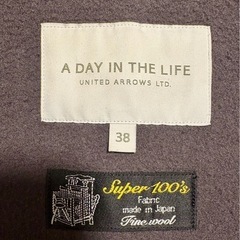 A DAY IN THE LIFE
UNITED ARROWS LTD.
38
Super 100's
Fabric
made in Japan
Fine wool